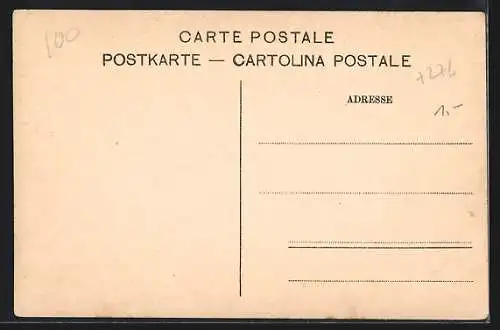 100
CARTE POSTALE
POSTKARTE — CARTOLINA POSTALE
ADRESSE
1.-